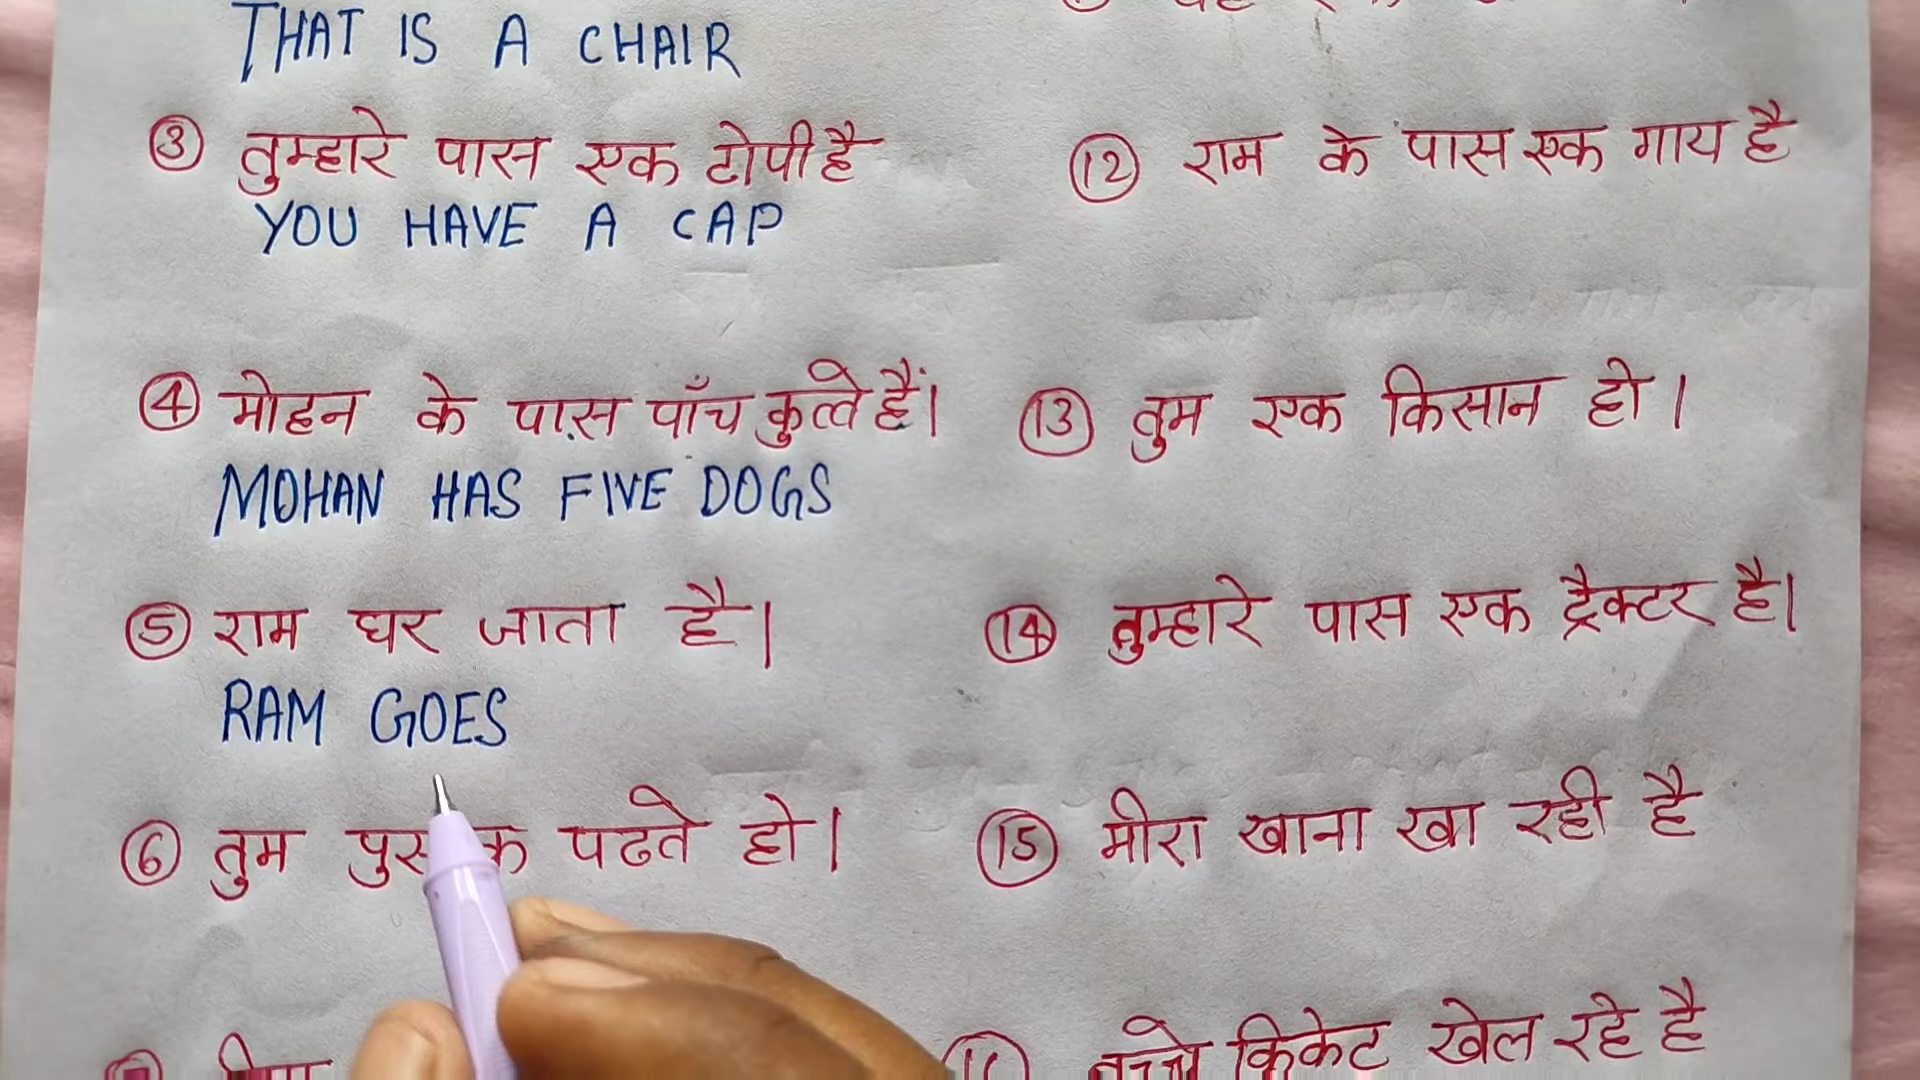 THAT IS A CHAIR
③ तुम्हारे पास एक टोपी है
YOU HAVE A CAP
④ मोहन के पास पाँच कुत्ते हैं।
MOHAN HAS FIVE DOGS
⑤ राम घर जाता है।
RAM GOES
⑥ तुम पढते हो।
⑫ राम के पास एक गाय है
⑬ तुम एक किसान हो।
⑭ तुम्हारे पास एक ट्रैक्टर है।
⑮ मीरा खाना खा रही है
बच्चे क्रिकेट खेल रहे है